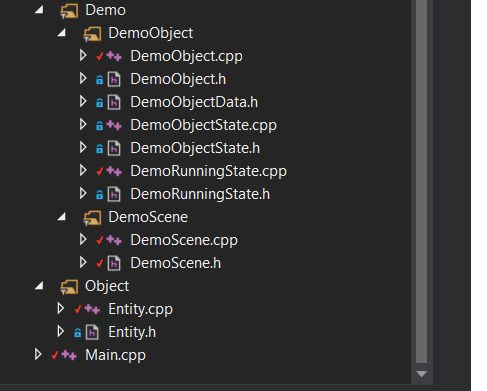 Demo
DemoObject
DemoObject.cpp
DemoObject.h
DemoObjectData.h
DemoObjectState.cpp
DemoObjectState.h
DemoRunningState.cpp
DemoRunningState.h
DemoScene
DemoScene.cpp
DemoScene.h
Object
Entity.cpp
Entity.h
Main.cpp